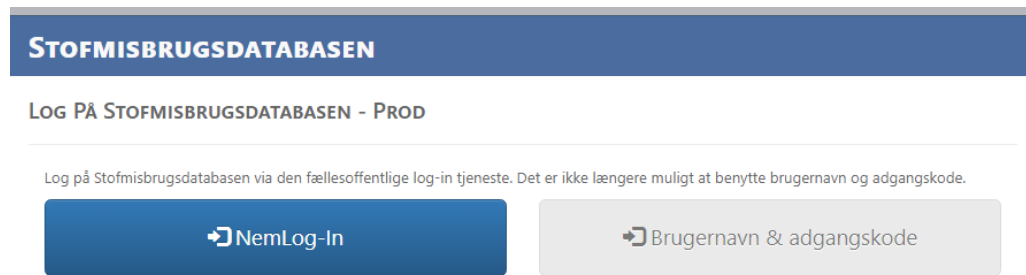 Stofmisbrugsdatabasen
Log På Stofmisbrugsdatabasen - Prod
Log på Stofmisbrugsdatabasen via den fællesoffentlige log-in tjeneste. Det er ikke længere muligt at benytte brugernavn og adgangskode.
NemLog-In
Brugernavn & adgangskode